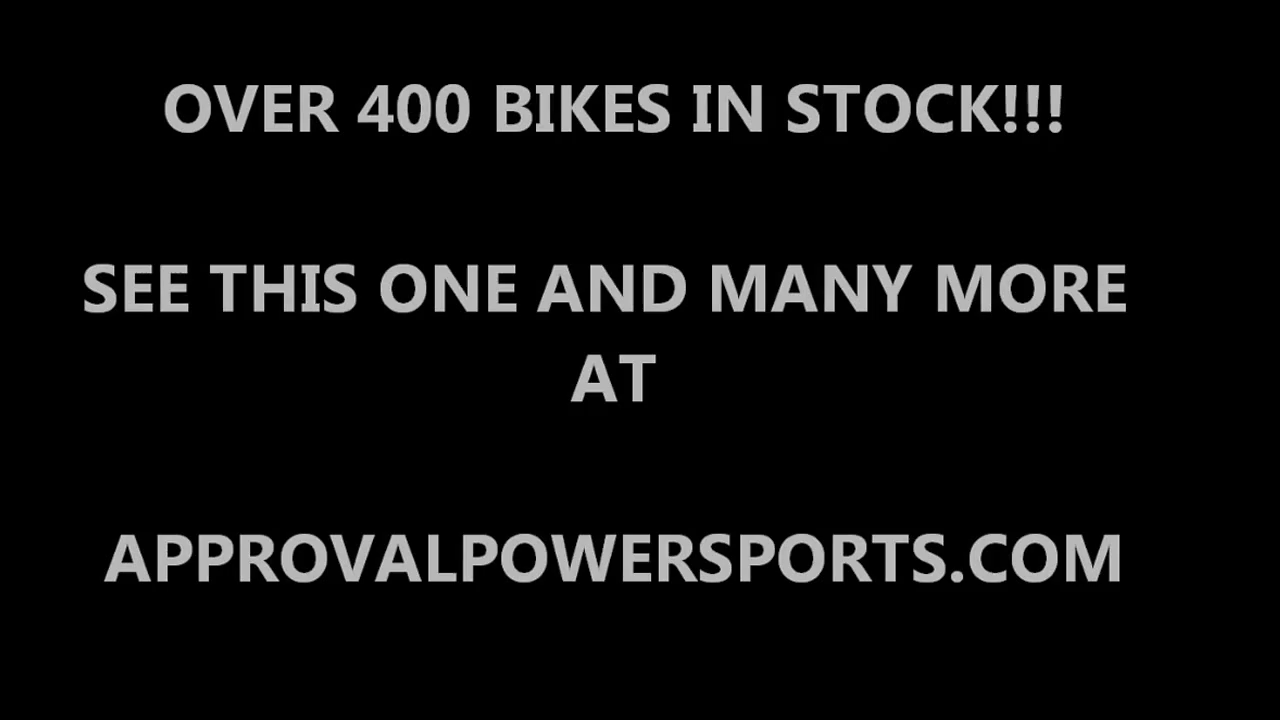 OVER 400 BIKES IN STOCK!!!
SEE THIS ONE AND MANY MORE
AT
APPROVALPOWERSPORTS.COM